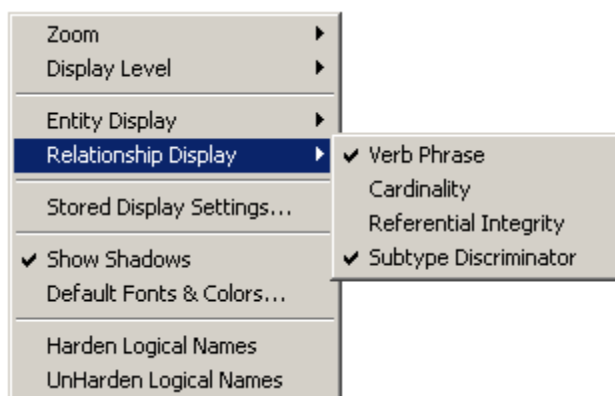 Zoom
Display Level
Entity Display
Relationship Display
Verb Phrase
Cardinality
Referential Integrity
Subtype Discriminator
Stored Display Settings...
Show Shadows
Default Fonts & Colors...
Harden Logical Names
UnHarden Logical Names